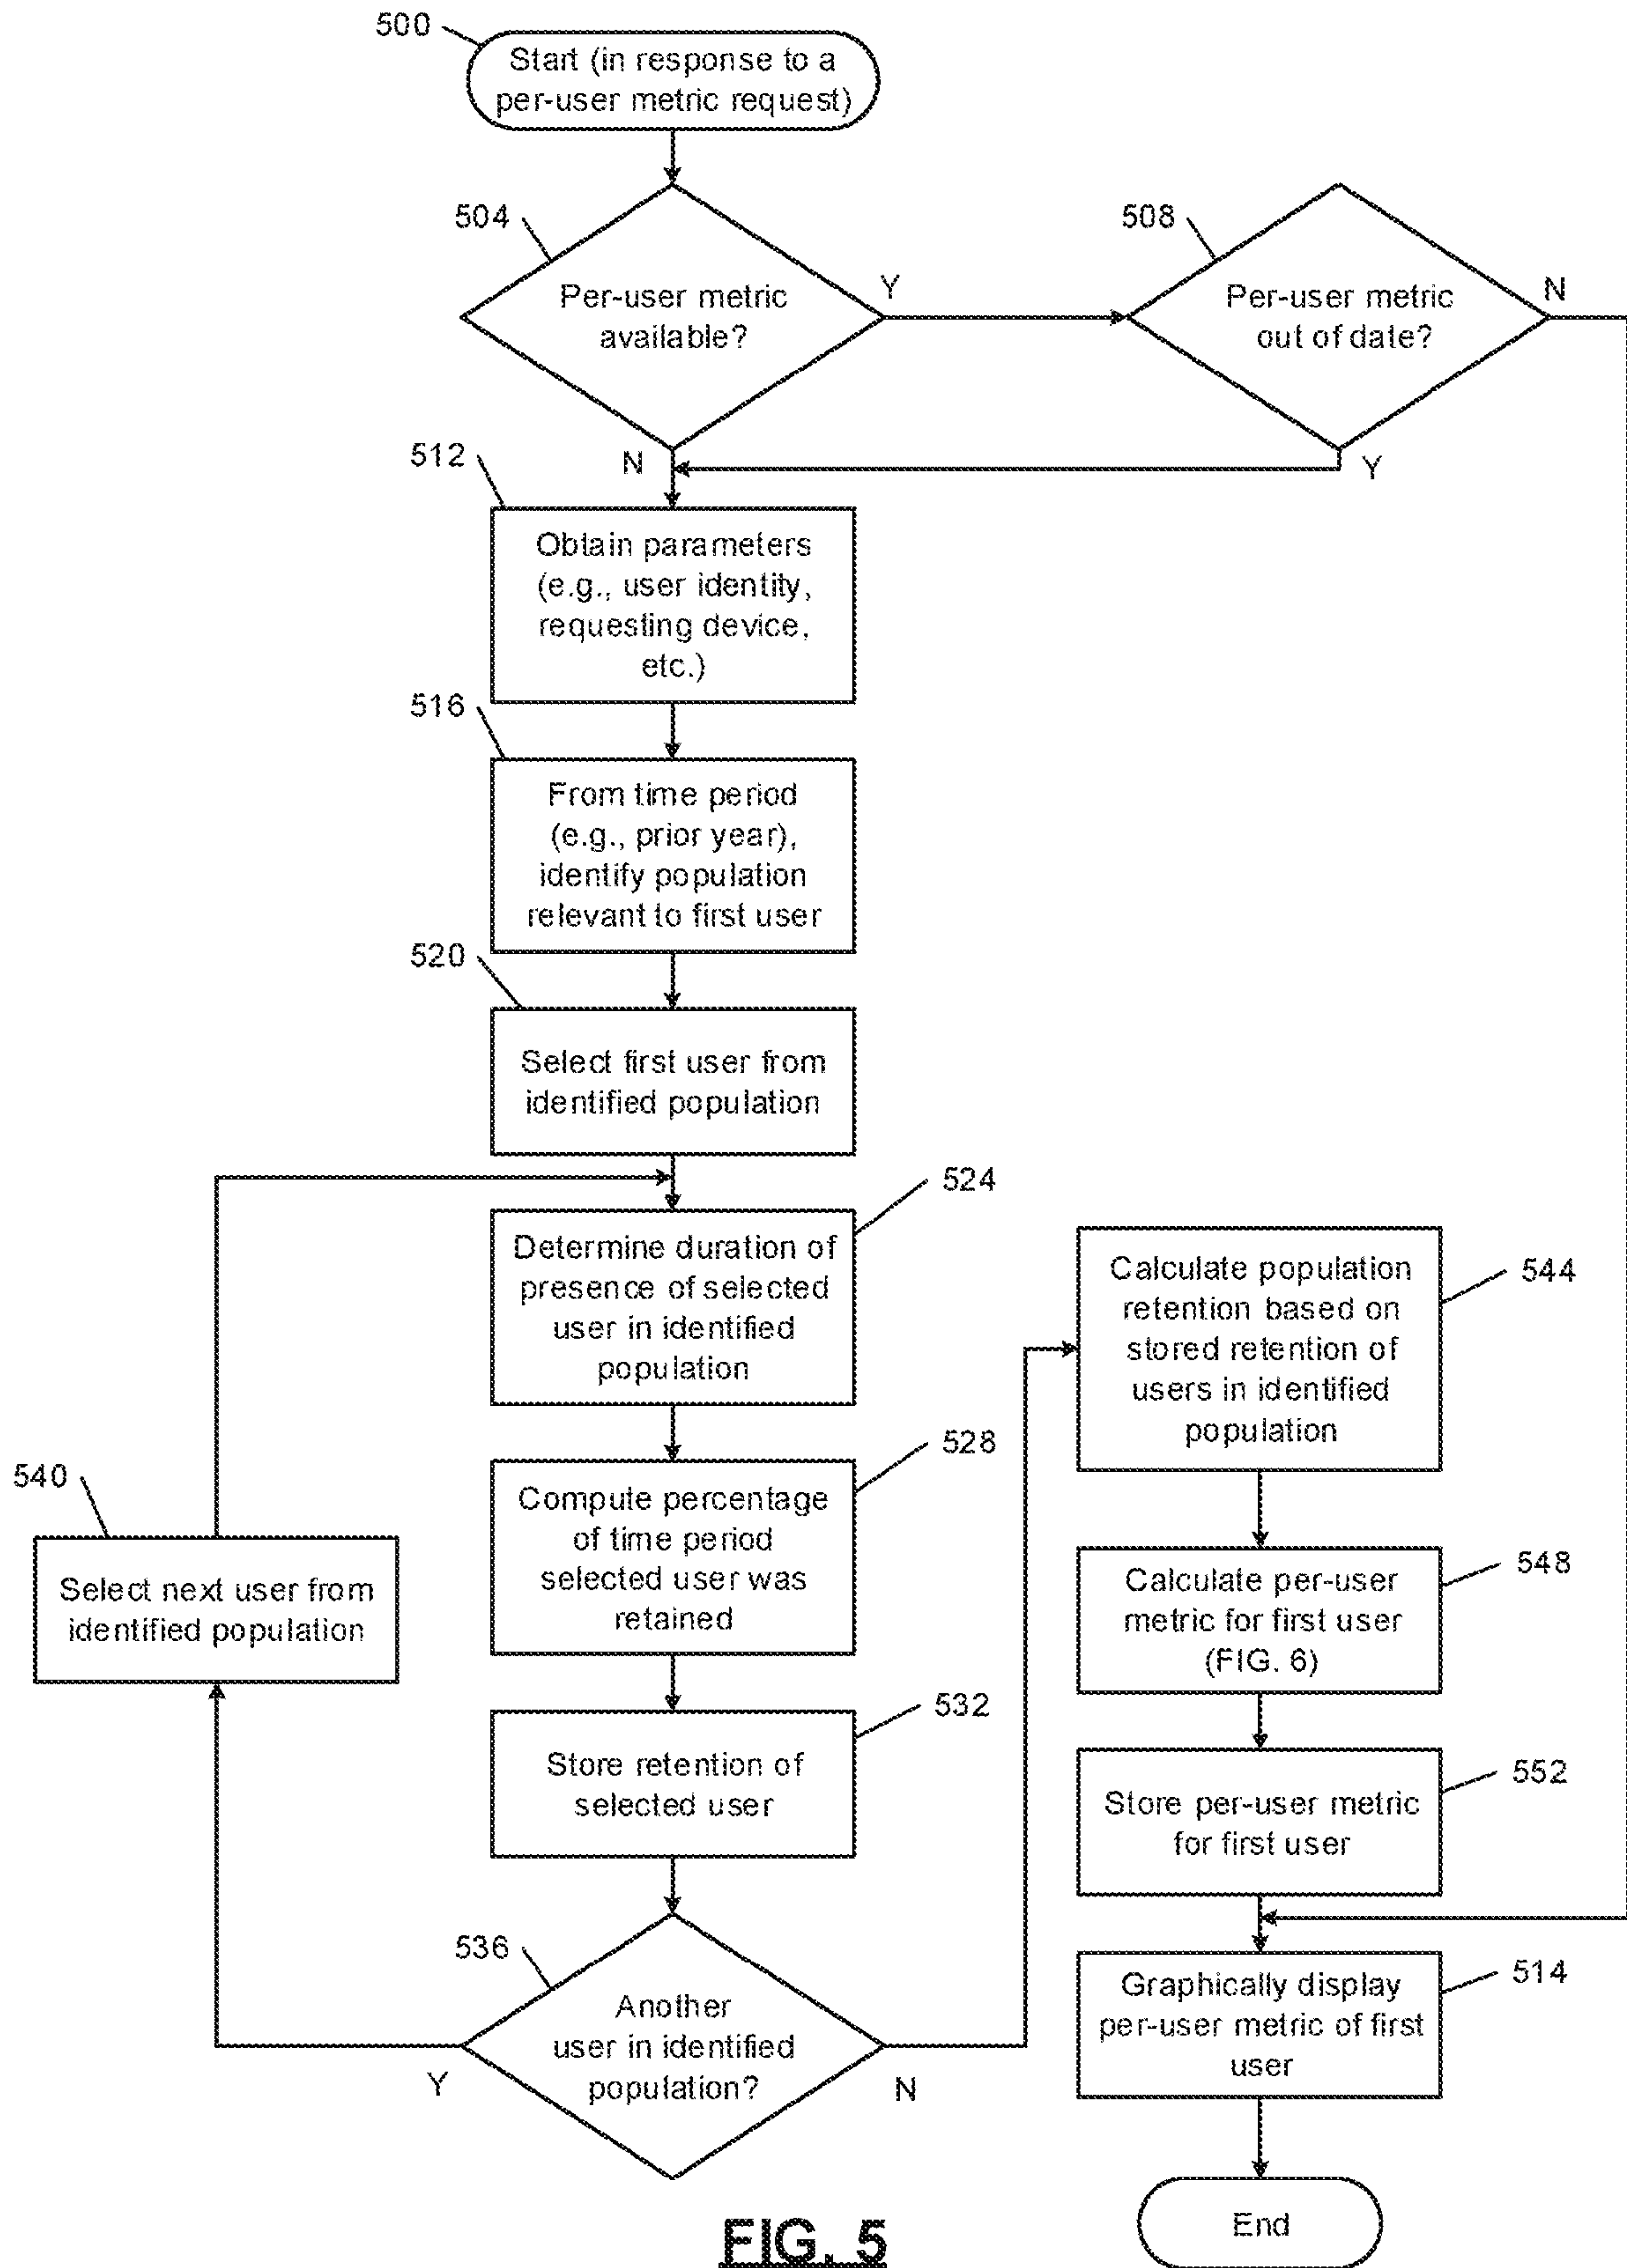 500
Start (in response to a
per-user metric request)
504
Per-user metric
available?
Y
N
508
Per-user metric
out of date?
N
Y
512
Obtain parameters
(e.g., user identity,
requesting device,
etc.)
516
From time period
(e.g., prior year),
identify population
relevant to first user
520
Select first user from
identified population
524
Determine duration of
presence of selected
user in identified
population
528
Compute percentage
of time period
selected user was
retained
532
Store retention of
selected user
536
Another
user in identified
population?
Y
N
540
Select next user from
identified population
544
Calculate population
retention based on
stored retention of
users in identified
population
548
Calculate per-user
metric for first user
(FIG. 6)
552
Store per-user metric
for first user
514
Graphically display
per-user metric of first
user
End
FIG. 5